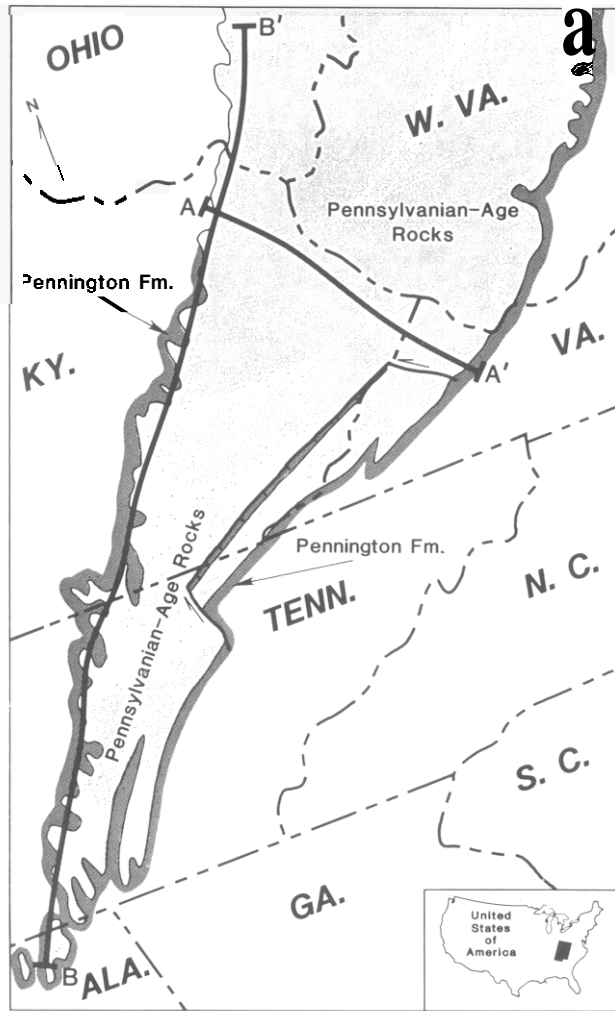 a
B'
OHIO
N
W. VA.
A
Pennsylvanian-Age
Rocks
Pennington Fm.
VA.
KY.
A'
Pennsylvanian-Age Rocks
Pennington Fm.
TENN.
N. C.
S. C.
GA.
B
ALA.
United
States
of
America